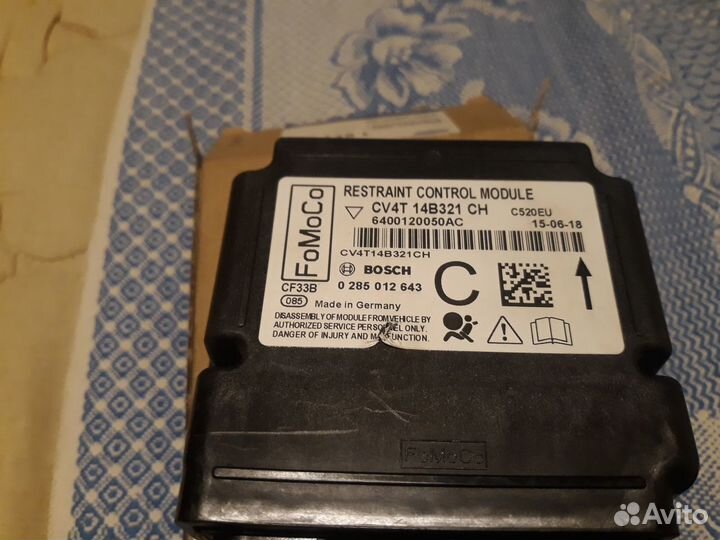 FoMoCo
RESTRAINT CONTROL MODULE
CV4T 14B321 CH C520EU
6400120050AC 15-06-18
CV4T14B321CH
BOSCH
CF33B 0 285 012 643 C
085 Made in Germany
DISASSEMBLY OF MODULE FROM VEHICLE BY
AUTHORIZED SERVICE PERSONNEL ONLY.
DANGER OF INJURY AND MALFUNCTION.
FoMoCo
Avito